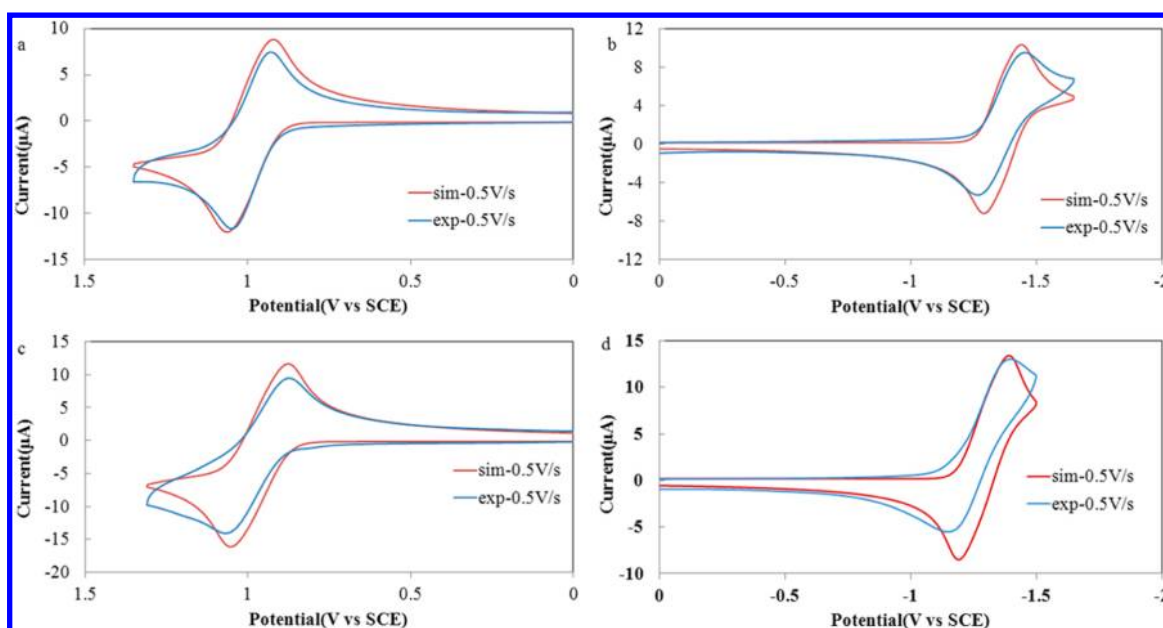 a
10
5
0
-5
-10
-15
Current(μA)
sim-0.5V/s
exp-0.5V/s
1.5
1
0.5
0
Potential(V vs SCE)
b
12
8
4
0
-4
-8
-12
Current(μA)
sim-0.5V/s
exp-0.5V/s
0
-0.5
-1
-1.5
-2
Potential(V vs SCE)
c
15
10
5
0
-5
-10
-15
-20
Current(μA)
sim-0.5V/s
exp-0.5V/s
1.5
1
0.5
0
Potential(V vs SCE)
d
15
10
5
0
-5
-10
Current(μA)
sim-0.5V/s
exp-0.5V/s
0
-0.5
-1
-1.5
-2
Potential(V vs SCE)